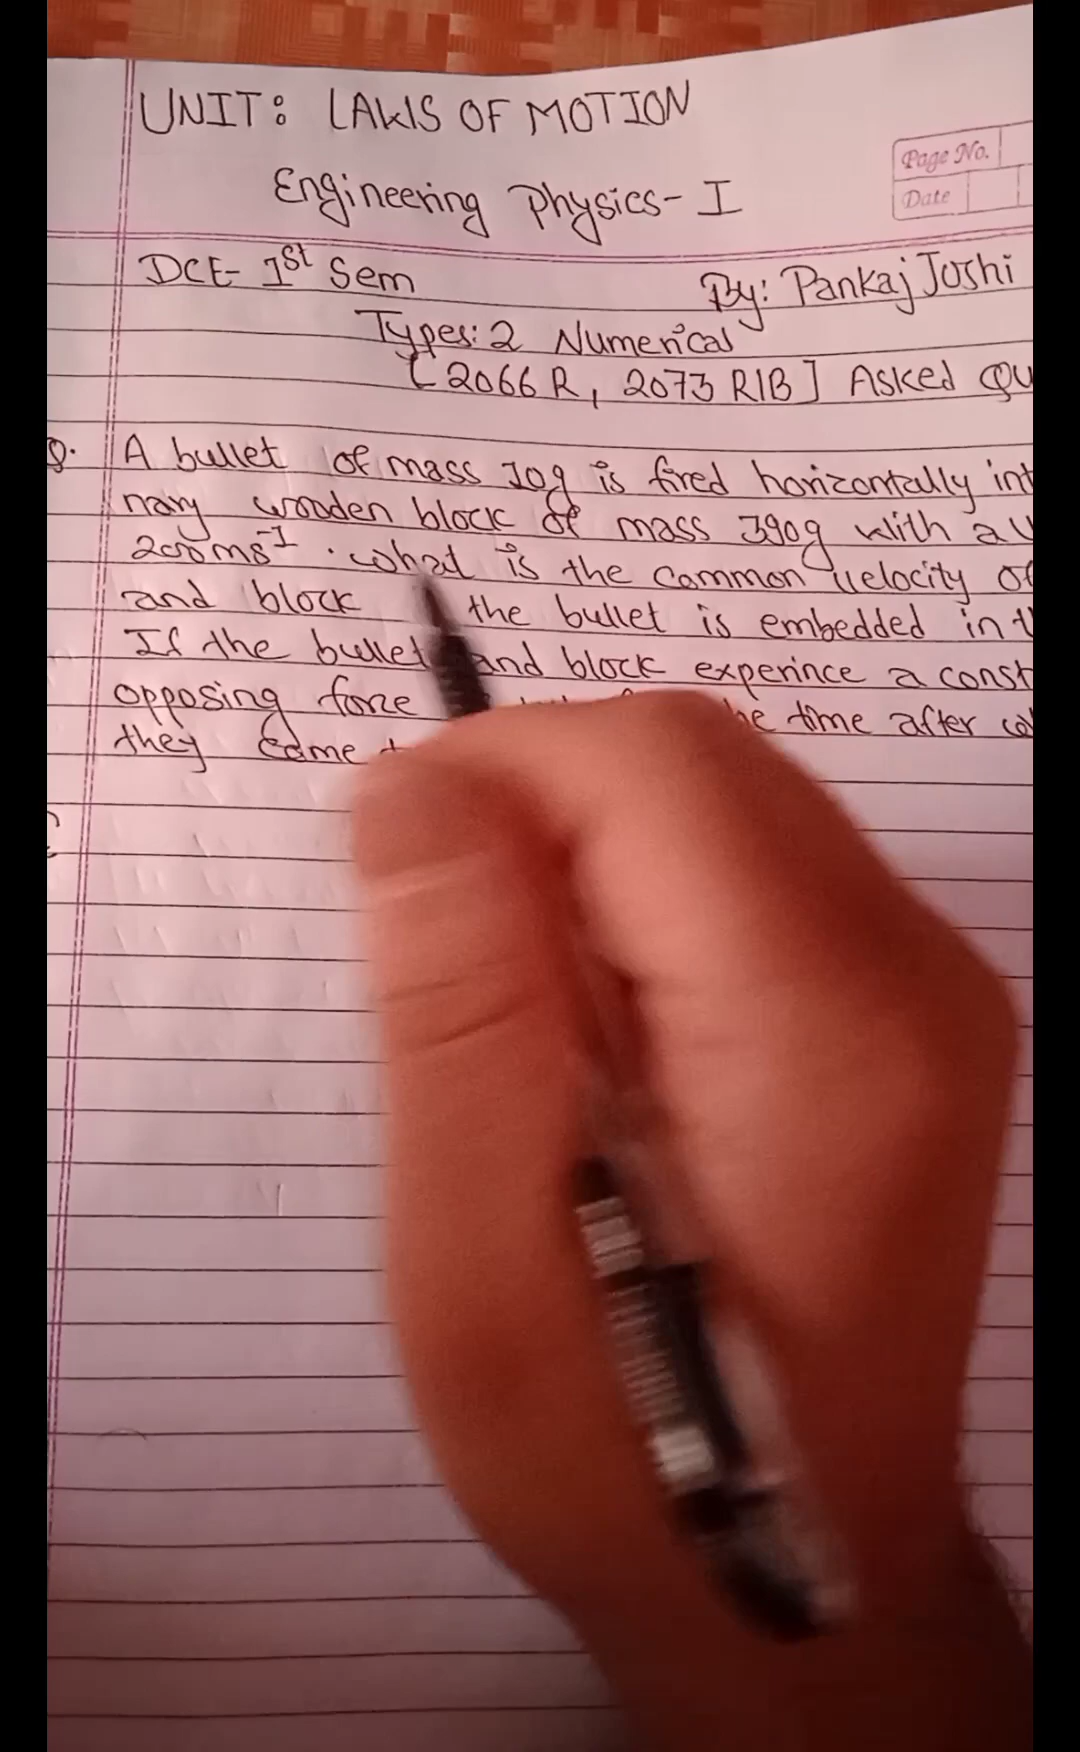 UNIT: LAWS OF MOTION
Engineering Physics-I
Page No.
Date
DCE- 1st Sem
By: Pankaj Joshi
Types: 2 Numerical
[2066 R, 2073 RIB] Asked QU
Q. A bullet of mass 10g is fired horizontally int
nary wooden block of mass 390g with a
200ms-1. what is the common velocity of
and block the bullet is embedded in t
If the bullet and block experince a const
opposing force time after
they came